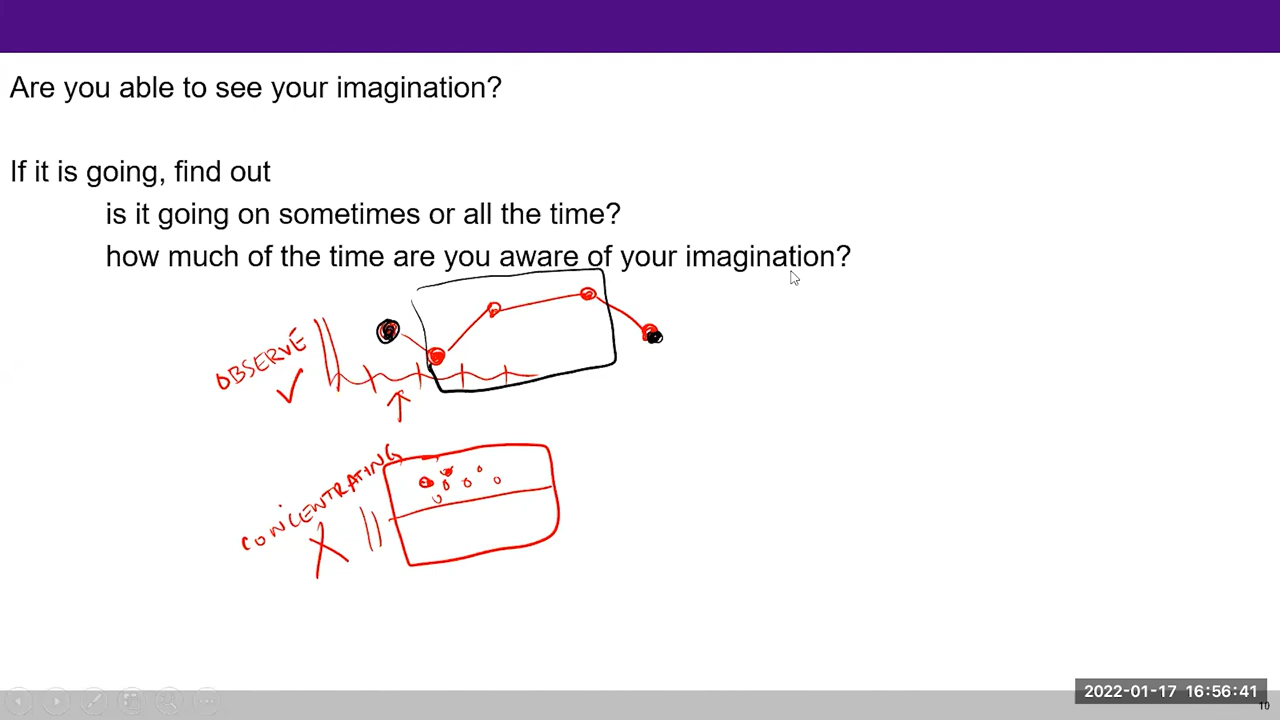 Are you able to see your imagination?
If it is going, find out
is it going on sometimes or all the time?
how much of the time are you aware of your imagination?
OBSERVE
CONCENTRATING
2022-01-17 16:56:41
10